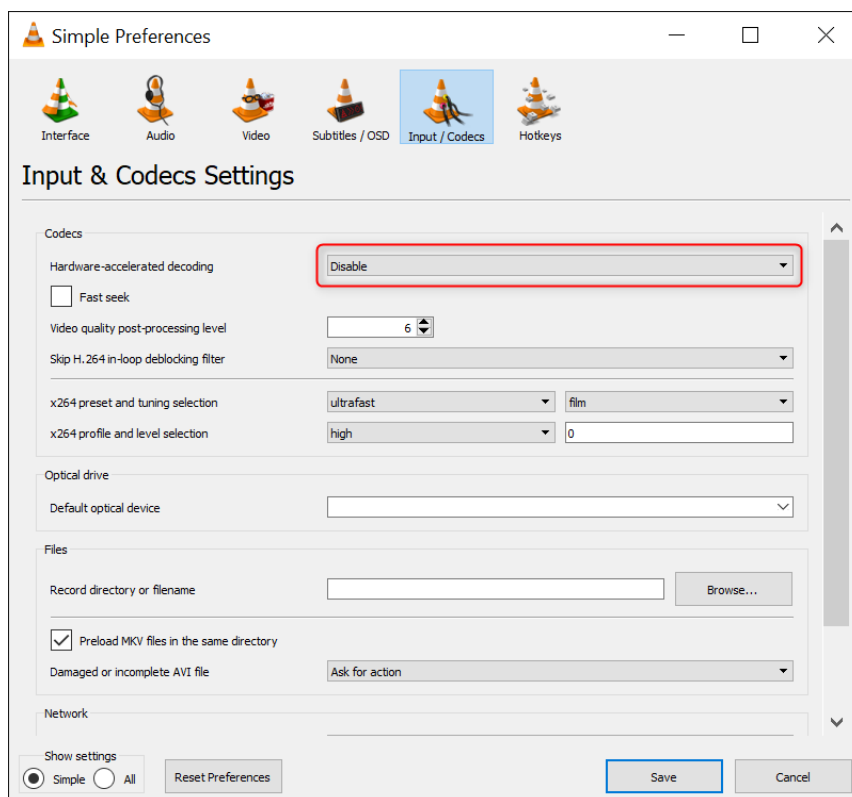 Simple Preferences
Interface
Audio
Video
Subtitles / OSD
Input / Codecs
Hotkeys
Input & Codecs Settings
Codecs
Hardware-accelerated decoding
Disable
Fast seek
Video quality post-processing level
6
Skip H.264 in-loop deblocking filter
None
x264 preset and tuning selection
ultrafast
film
x264 profile and level selection
high
0
Optical drive
Default optical device
Files
Record directory or filename
Browse...
Preload MKV files in the same directory
Damaged or incomplete AVI file
Ask for action
Network
Show settings
Simple
All
Reset Preferences
Save
Cancel